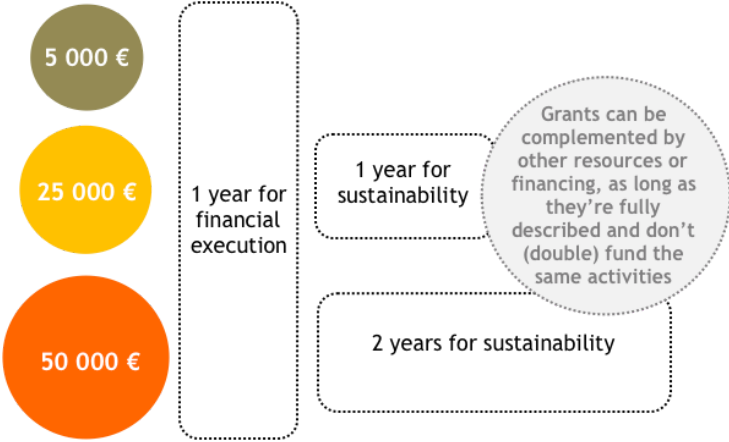 5 000 €
25 000 €
50 000 €
1 year for
financial
execution
1 year for
sustainability
2 years for sustainability
Grants can be
complemented by
other resources or
financing, as long as
they’re fully
described and don’t
(double) fund the
same activities